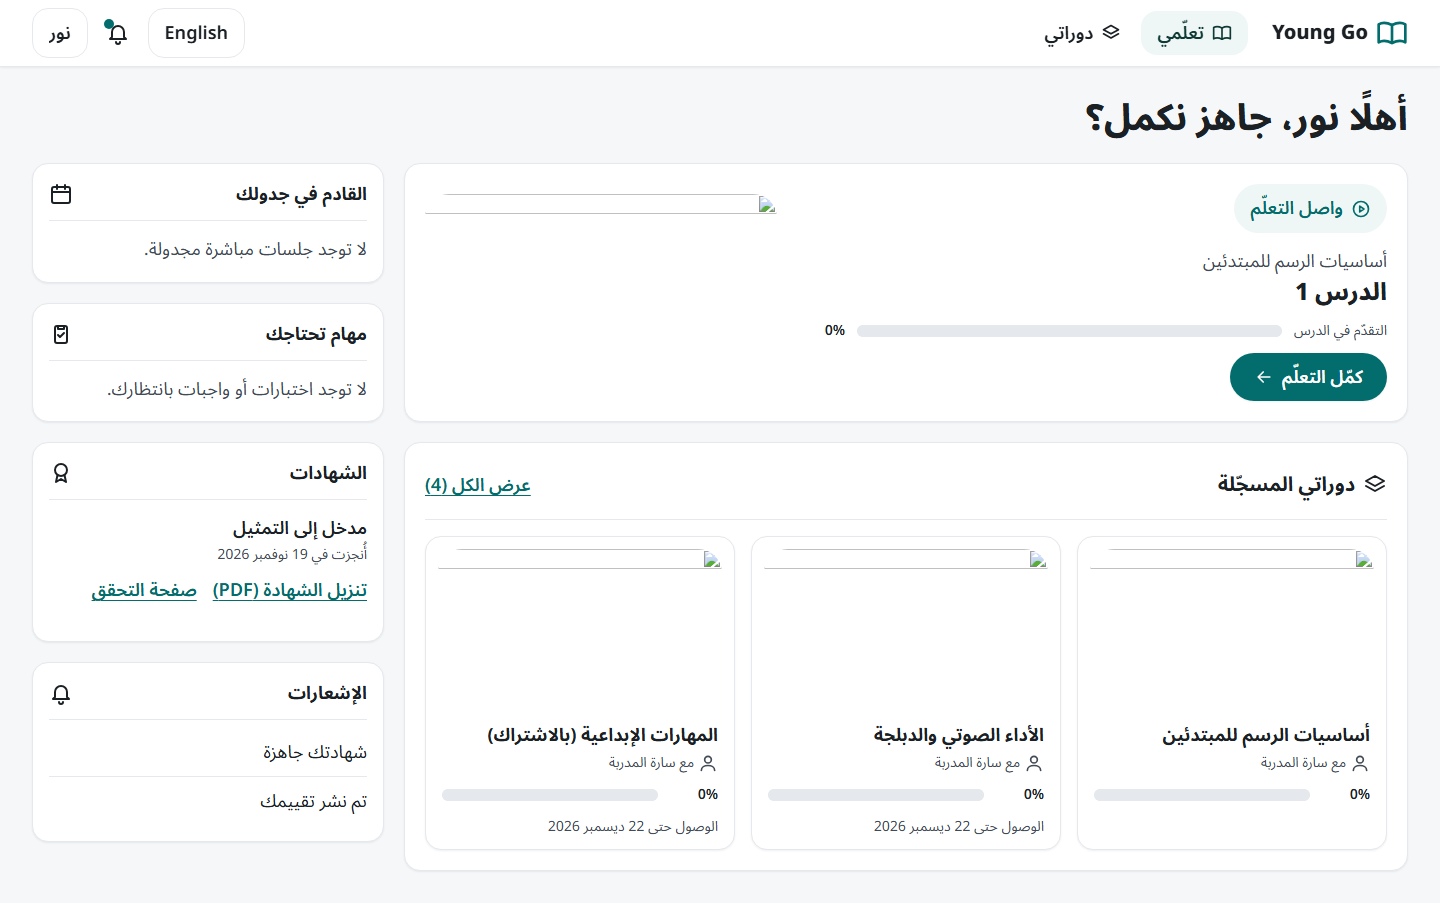 Young Go
تعلّمي
دوراتي
English
نور
أهلًا نور، جاهز نكمل؟
واصل التعلّم
أساسيات الرسم للمبتدئين
الدرس 1
التقدّم في الدرس
0%
كمّل التعلّم
دوراتي المسجّلة
عرض الكل (4)
أساسيات الرسم للمبتدئين
مع سارة المدربة
0%
الأداء الصوتي والدبلجة
مع سارة المدربة
0%
الوصول حتى 22 ديسمبر 2026
المهارات الإبداعية (بالاشتراك)
مع سارة المدربة
0%
الوصول حتى 22 ديسمبر 2026
القادم في جدولك
لا توجد جلسات مباشرة مجدولة.
مهام تحتاجك
لا توجد اختبارات أو واجبات بانتظارك.
الشهادات
مدخل إلى التمثيل
أُنجزت في 19 نوفمبر 2026
تنزيل الشهادة (PDF) صفحة التحقق
الإشعارات
شهادتك جاهزة
تم نشر تقييمك